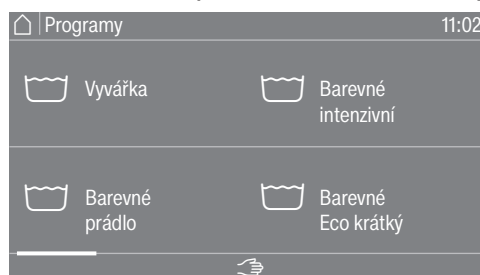 Programy
11:02
Vyvářka
Barevné
intenzivní
Barevné
prádlo
Barevné
Eco krátký